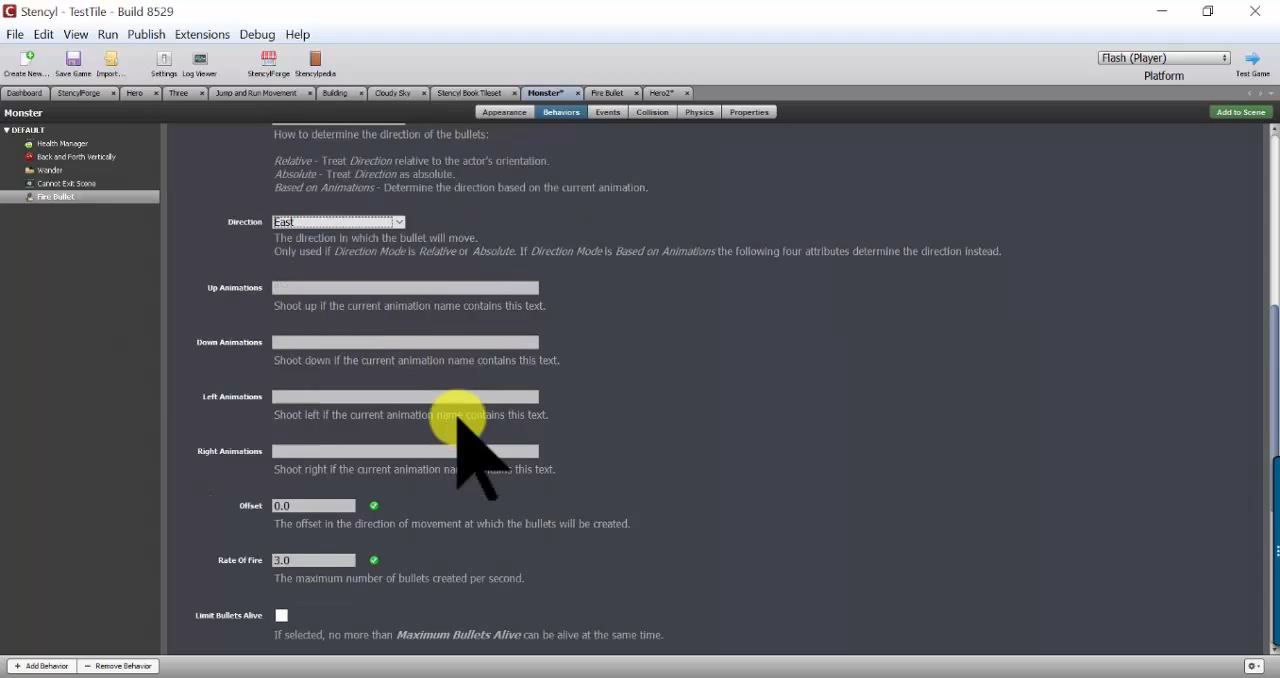 Stencyl - TestTile - Build 8529
File Edit View Run Publish Extensions Debug Help
Create New... Save Game Import... Settings Log Viewer StencylForge Stencylpedia
Flash (Player)
Platform
Test Game
Dashboard StencylForge Hero Three Jump and Run Movement Building Cloudy Sky Stencyl Book Tileset Monster* Fire Bullet Hero2*
Monster Appearance Behaviors Events Collision Physics Properties Add to Scene
DEFAULT
Health Manager
Back and Forth Vertically
Wander
Cannot Exit Scene
Fire Bullet
How to determine the direction of the bullets:
Relative - Treat Direction relative to the actor's orientation.
Absolute - Treat Direction as absolute.
Based on Animations - Determine the direction based on the current animation.
Direction East
The direction in which the bullet will move.
Only used if Direction Mode is Relative or Absolute. If Direction Mode is Based on Animations the following four attributes determine the direction instead.
Up Animations
Shoot up if the current animation name contains this text.
Down Animations
Shoot down if the current animation name contains this text.
Left Animations
Shoot left if the current animation name contains this text.
Right Animations
Shoot right if the current animation name contains this text.
Offset 0.0
The offset in the direction of movement at which the bullets will be created.
Rate Of Fire 3.0
The maximum number of bullets created per second.
Limit Bullets Alive
If selected, no more than Maximum Bullets Alive can be alive at the same time.
+ Add Behavior − Remove Behavior